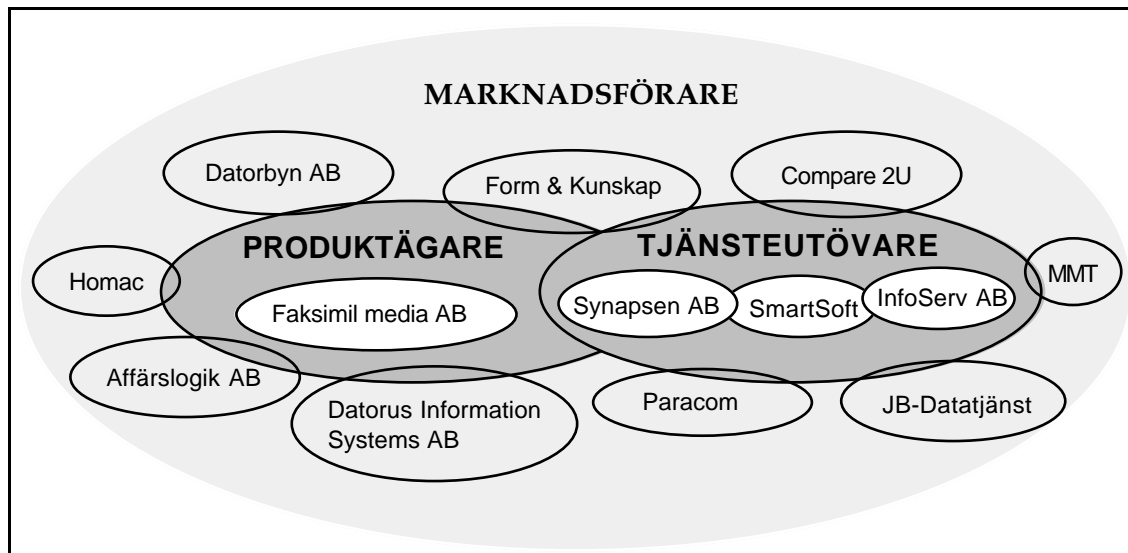 MARKNADSFÖRARE
Datorbyn AB
Form & Kunskap
Compare 2U
PRODUKTÄGARE
TJÄNSTEUTÖVARE
Homac
MMT
Faksimil media AB
Synapsen AB
SmartSoft
InfoServ AB
Affärslogik AB
Datorus Information
Systems AB
Paracom
JB-Datatjänst